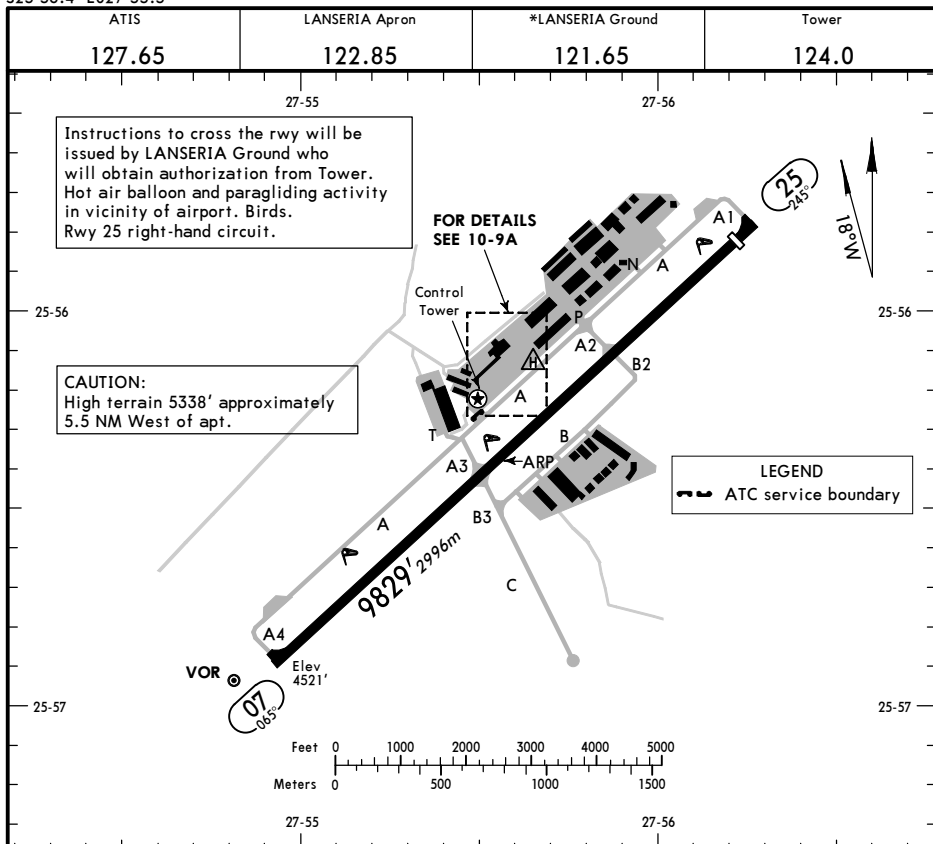 ATIS
LANSERIA Apron
*LANSERIA Ground
Tower
127.65
122.85
121.65
124.0
27-55
27-56
Instructions to cross the rwy will be
issued by LANSERIA Ground who
will obtain authorization from Tower.
Hot air balloon and paragliding activity
in vicinity of airport. Birds.
Rwy 25 right-hand circuit.
25
245°
18°W
A1
FOR DETAILS
SEE 10-9A
N
A
Control
Tower
25-56
25-56
P
A2
H
B2
CAUTION:
High terrain 5338' approximately
5.5 NM West of apt.
A
T
B
A3
ARP
LEGEND
ATC service boundary
B3
A
9829' 2996m
C
A4
VOR
Elev
4521'
07
065°
25-57
25-57
Feet 0 1000 2000 3000 4000 5000
Meters 0 500 1000 1500
27-55
27-56